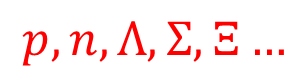 p, n, Λ, Σ, Ξ ...